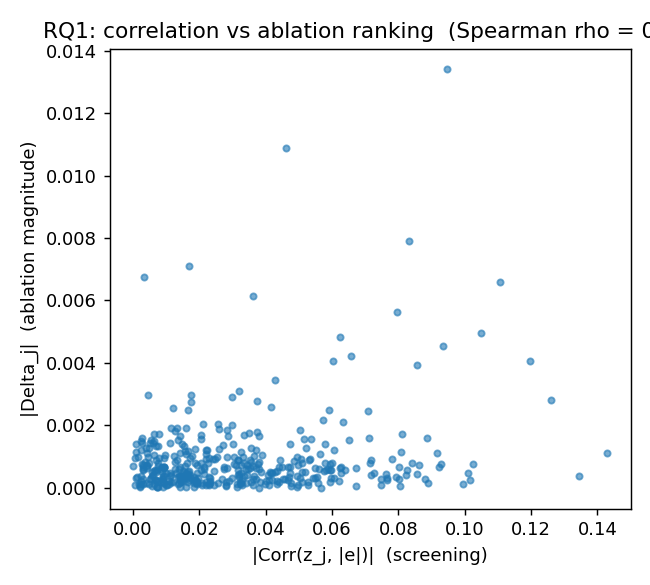 RQ1: correlation vs ablation ranking (Spearman rho = 0
0.014
0.012
0.010
0.008
0.006
0.004
0.002
0.000
|Delta_j| (ablation magnitude)
0.00 0.02 0.04 0.06 0.08 0.10 0.12 0.14
|Corr(z_j, |e|)| (screening)